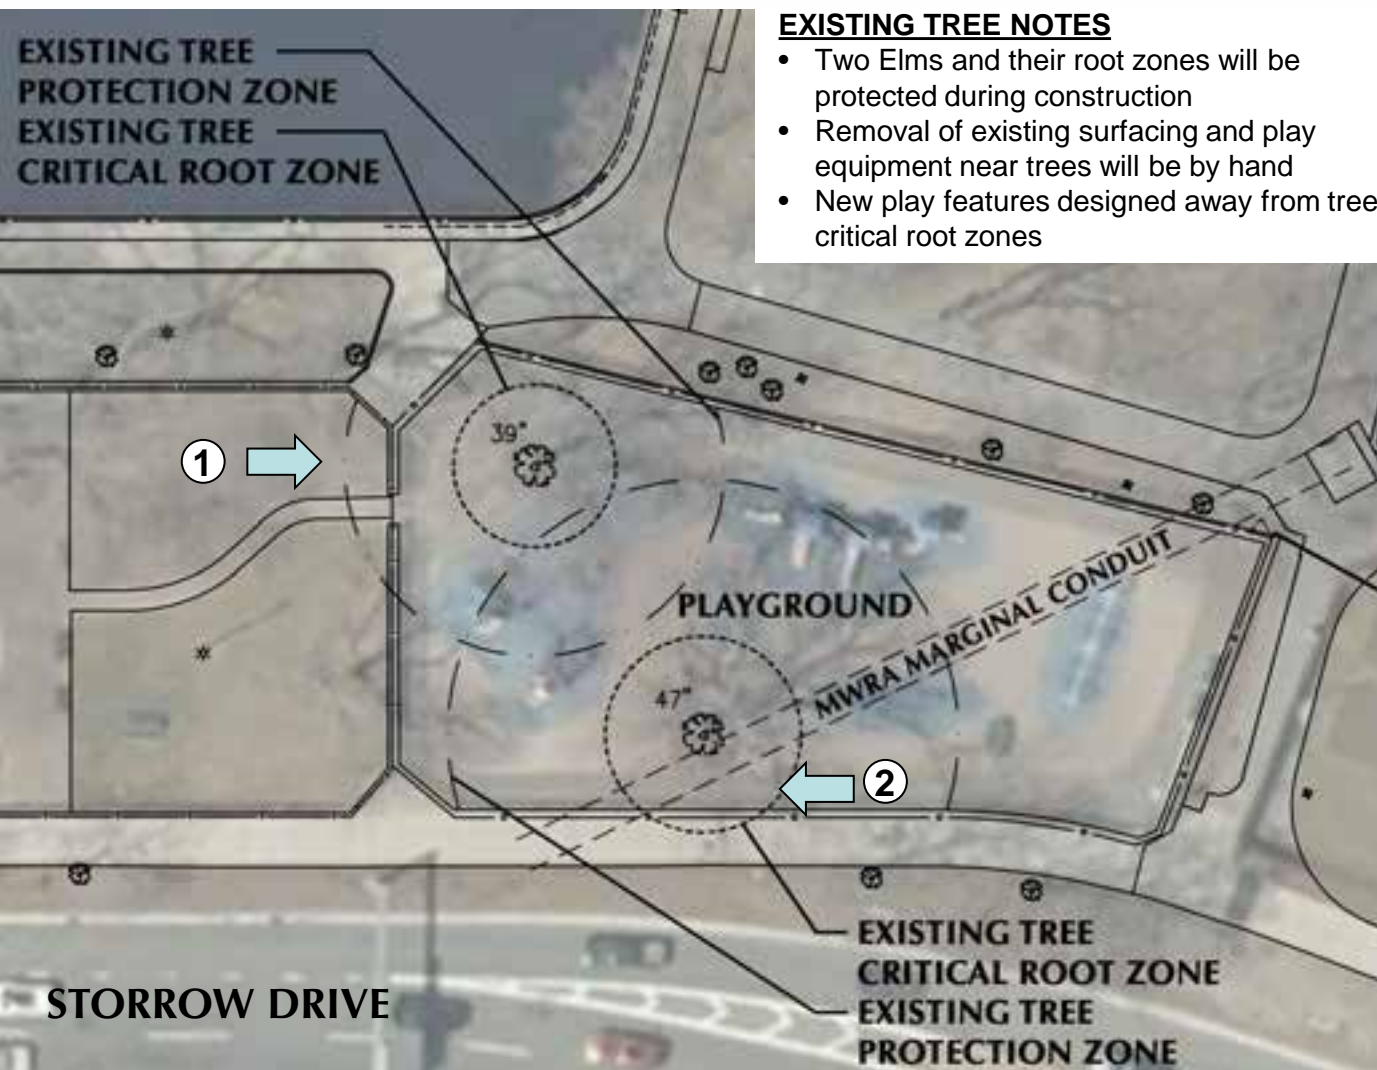 EXISTING TREE
PROTECTION ZONE
EXISTING TREE
CRITICAL ROOT ZONE
EXISTING TREE NOTES
• Two Elms and their root zones will be
protected during construction
• Removal of existing surfacing and play
equipment near trees will be by hand
• New play features designed away from tree
critical root zones
39"
1
PLAYGROUND
MWRA MARGINAL CONDUIT
47"
2
EXISTING TREE
CRITICAL ROOT ZONE
EXISTING TREE
PROTECTION ZONE
STORROW DRIVE